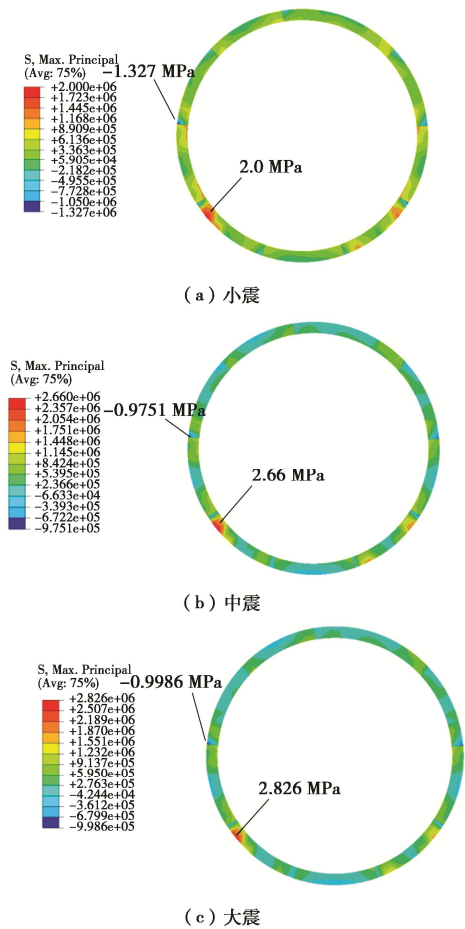 S, Max. Principal
(Avg: 75%)
−1.327 MPa
+2.000e+06
+1.723e+06
+1.445e+06
+1.168e+06
+8.909e+05
+6.136e+05
+3.363e+05
+5.905e+04
−2.182e+05
−4.955e+05
−7.728e+05
−1.050e+06
−1.327e+06
2.0 MPa
(a) 小震
S, Max. Principal
(Avg: 75%)
+2.660e+06
+2.357e+06
+2.054e+06
+1.751e+06
+1.448e+06
+1.145e+06
+8.424e+05
+5.395e+05
+2.366e+05
−6.633e+04
−3.393e+05
−6.722e+05
−9.751e+05
−0.9751 MPa
2.66 MPa
(b) 中震
S, Max. Principal
(Avg: 75%)
−0.9986 MPa
+2.826e+06
+2.507e+06
+2.189e+06
+1.870e+06
+1.551e+06
+1.232e+06
+9.137e+05
+5.950e+05
+2.763e+05
−4.244e+04
−3.612e+05
−6.799e+05
−9.986e+05
2.826 MPa
(c) 大震